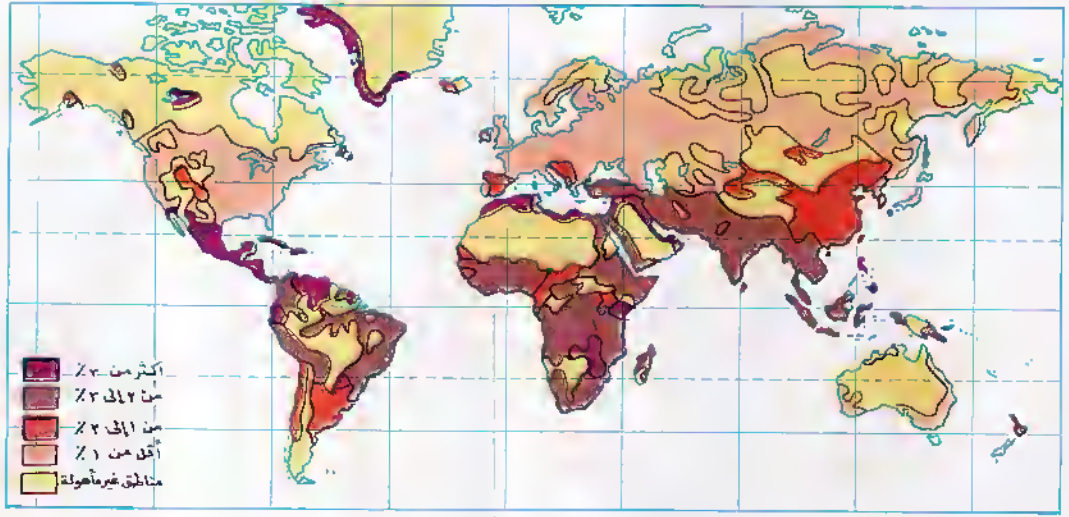 أكثر من ٣٪
من ٢ إلى ٣٪
من ١ إلى ٢٪
أقل من ١٪
مناطق غير مأهولة